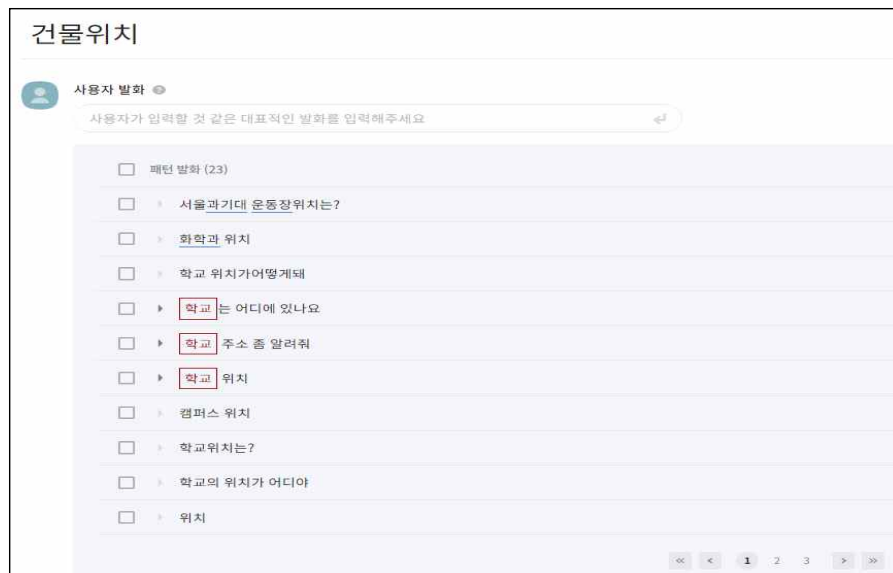 건물위치
사용자 발화 ?
사용자가 입력할 것 같은 대표적인 발화를 입력해주세요
패턴 발화 (23)
서울과기대 운동장위치는?
화학과 위치
학교 위치가어떻게돼
학교 는 어디에 있나요
학교 주소 좀 알려줘
학교 위치
캠퍼스 위치
학교위치는?
학교의 위치가 어디야
위치
« < 1 2 3 > »